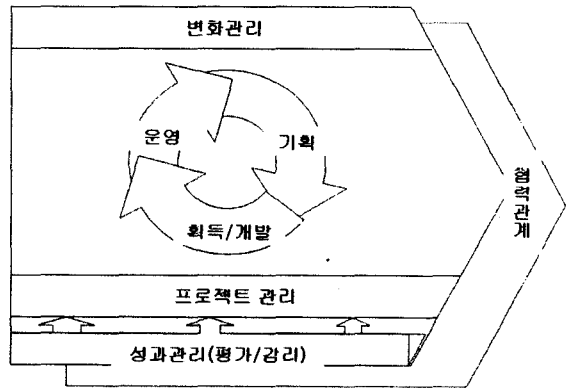 변화관리
운영
기획
획득/개발
협력관계
프로젝트 관리
성과관리(평가/감리)